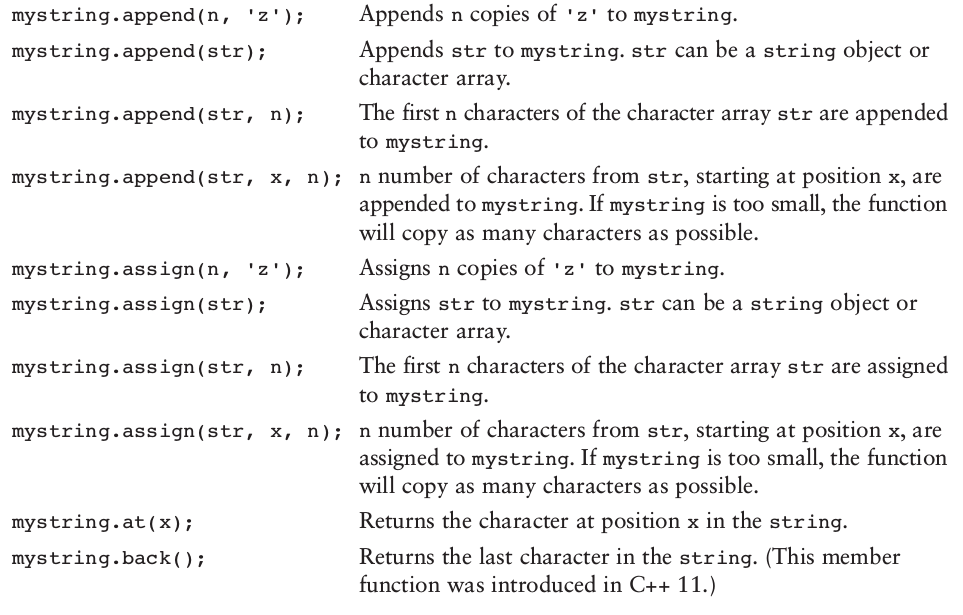 mystring.append(n, 'z'); Appends n copies of 'z' to mystring.
mystring.append(str); Appends str to mystring. str can be a string object or
character array.
mystring.append(str, n); The first n characters of the character array str are appended
to mystring.
mystring.append(str, x, n); n number of characters from str, starting at position x, are
appended to mystring. If mystring is too small, the function
will copy as many characters as possible.
mystring.assign(n, 'z'); Assigns n copies of 'z' to mystring.
mystring.assign(str); Assigns str to mystring. str can be a string object or
character array.
mystring.assign(str, n); The first n characters of the character array str are assigned
to mystring.
mystring.assign(str, x, n); n number of characters from str, starting at position x, are
assigned to mystring. If mystring is too small, the function
will copy as many characters as possible.
mystring.at(x); Returns the character at position x in the string.
mystring.back(); Returns the last character in the string. (This member
function was introduced in C++ 11.)